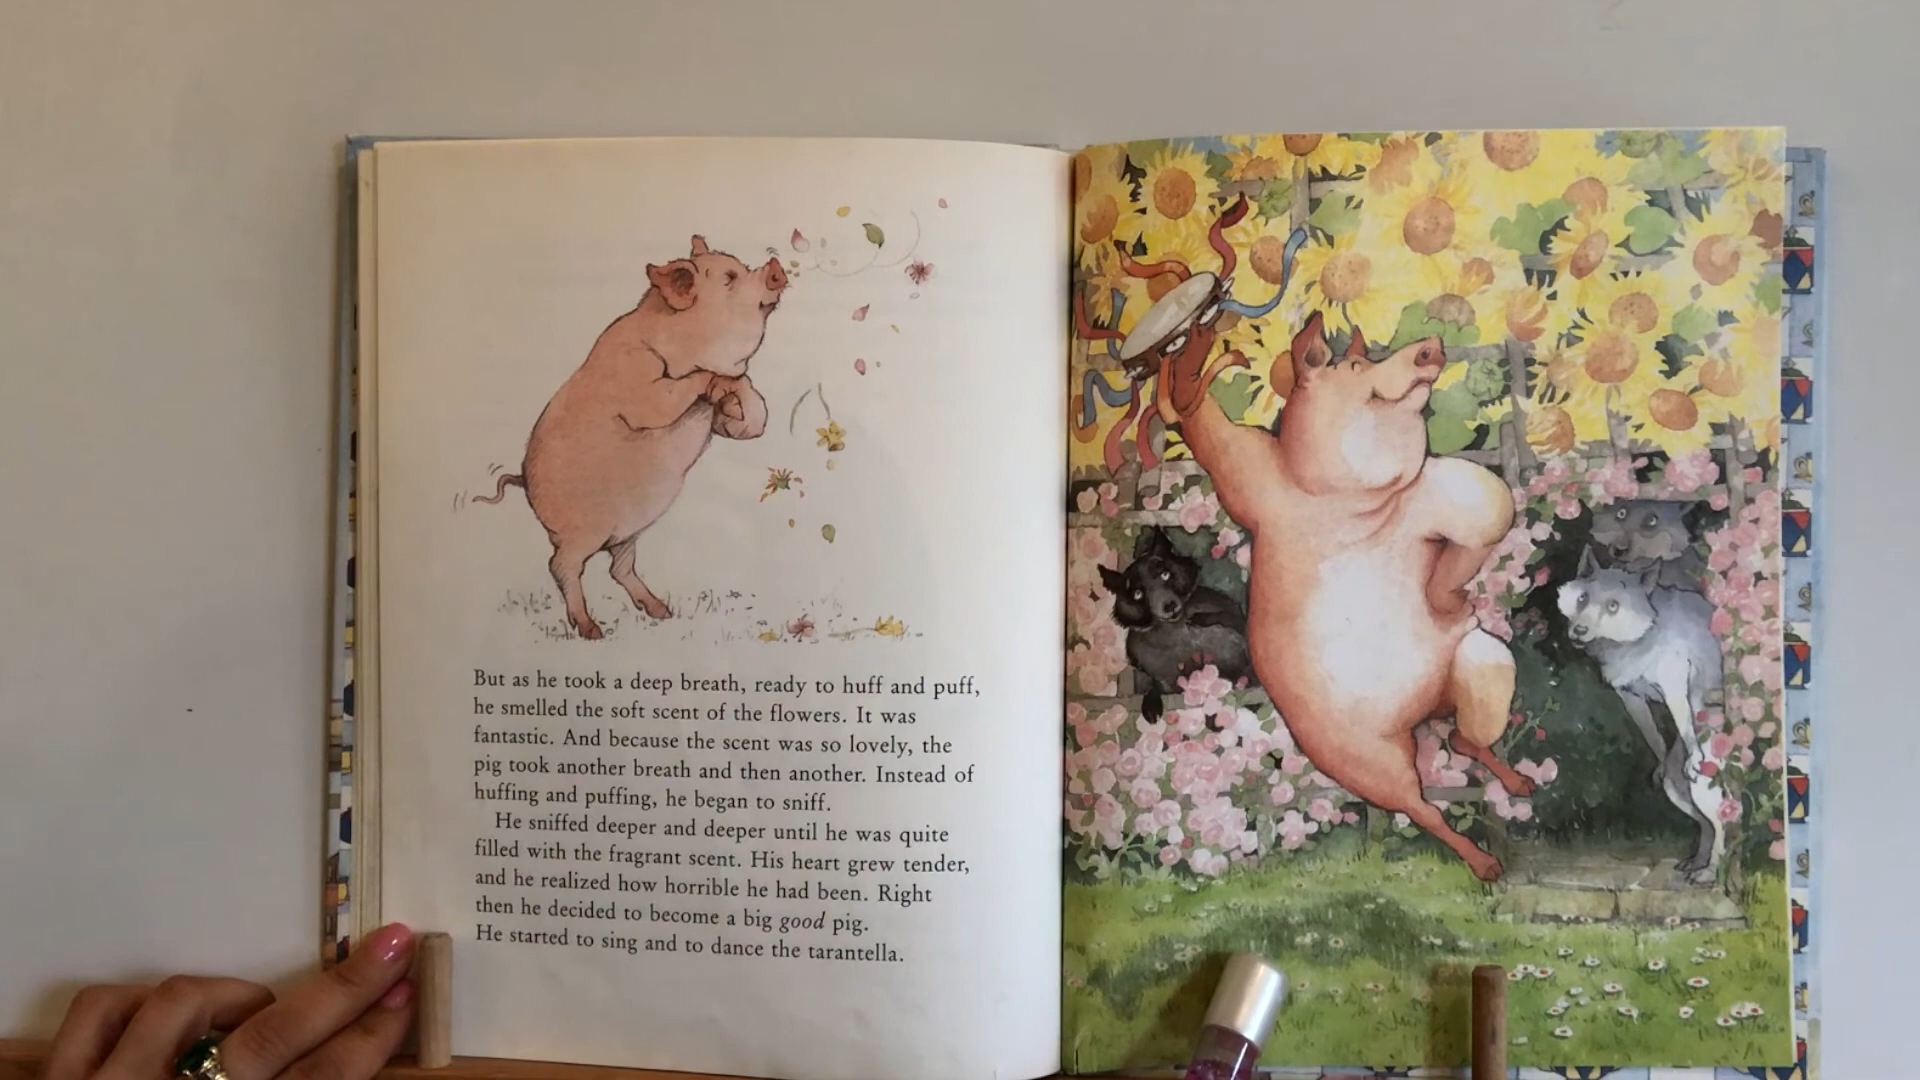 But as he took a deep breath, ready to huff and puff,
he smelled the soft scent of the flowers. It was
fantastic. And because the scent was so lovely, the
pig took another breath and then another. Instead of
huffing and puffing, he began to sniff.
He sniffed deeper and deeper until he was quite
filled with the fragrant scent. His heart grew tender,
and he realized how horrible he had been. Right
then he decided to become a big good pig.
He started to sing and to dance the tarantella.